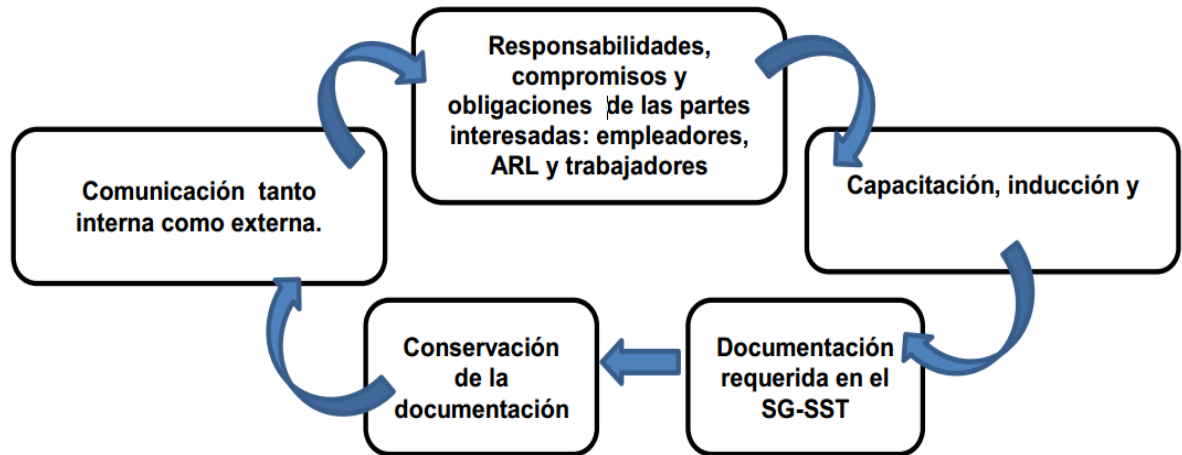 Responsabilidades,
compromisos y
obligaciones de las partes
interesadas: empleadores,
ARL y trabajadores
Capacitación, inducción y
Documentación
requerida en el
SG-SST
Conservación
de la
documentación
Comunicación tanto
interna como externa.